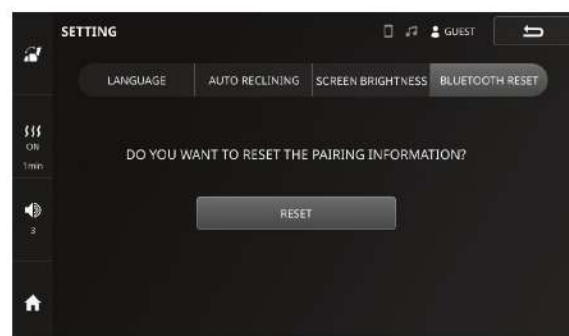 SETTING
GUEST
LANGUAGE
AUTO RECLINING
SCREEN BRIGHTNESS
BLUETOOTH RESET
ON
1min
DO YOU WANT TO RESET THE PAIRING INFORMATION?
RESET
3